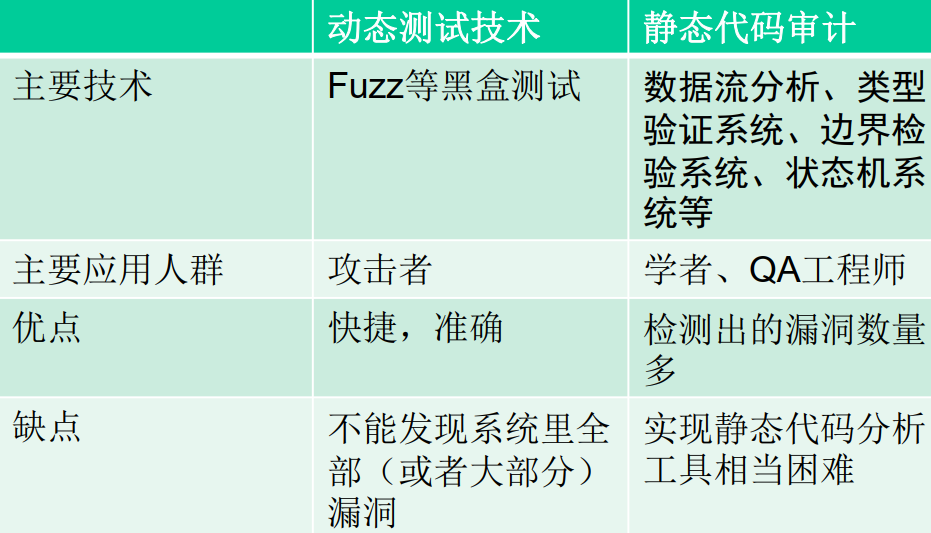 动态测试技术
静态代码审计
主要技术
Fuzz等黑盒测试
数据流分析、类型
验证系统、边界检
验系统、状态机系
统等
主要应用人群
攻击者
学者、QA工程师
优点
快捷，准确
检测出的漏洞数量
多
缺点
不能发现系统里全
部（或者大部分）
漏洞
实现静态代码分析
工具相当困难